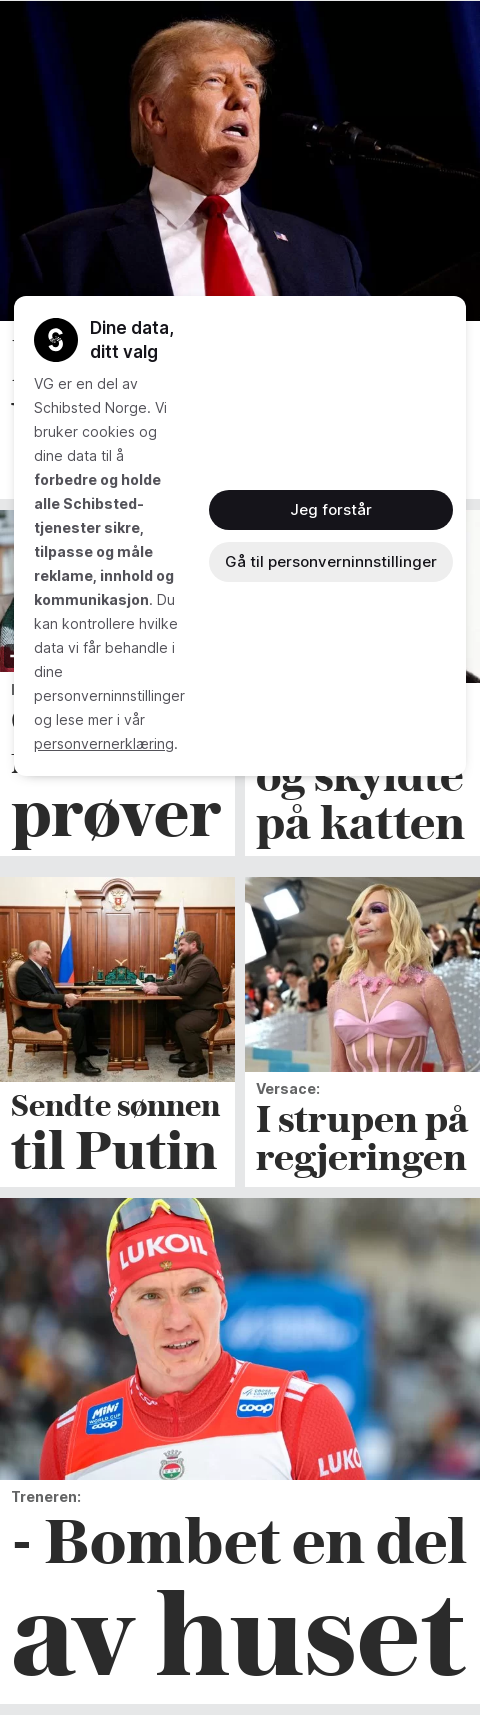 Dine data,
ditt valg
VG er en del av
Schibsted Norge. Vi
bruker cookies og
dine data til å
forbedre og holde
alle Schibsted-
tjenester sikre,
tilpasse og måle
reklame, innhold og
kommunikasjon. Du
kan kontrollere hvilke
data vi får behandle i
dine
personverninnstillinger
og lese mer i vår
personvernerklæring.
Jeg forstår
Gå til personverninnstillinger
prøver
og skyldte
på katten
Sendte sønnen
til Putin
Versace:
I strupen på
regjeringen
LUKOIL
MINI
WORLD CUP
coop
CROSS COUNTRY
coop
LUKO
Treneren:
- Bombet en del
av huset